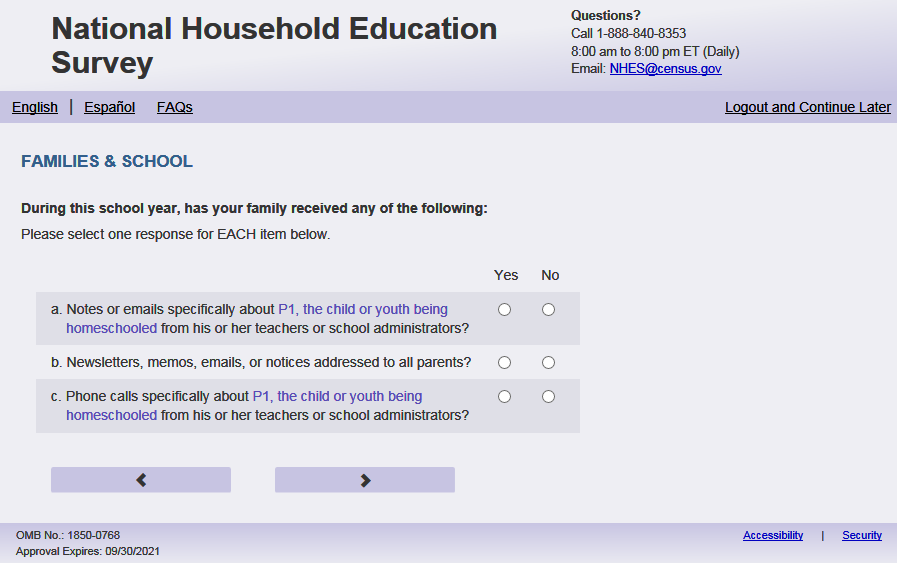 National Household Education
Survey
Questions?
Call 1-888-840-8353
8:00 am to 8:00 pm ET (Daily)
Email: NHES@census.gov
English | Español FAQs Logout and Continue Later
FAMILIES & SCHOOL
During this school year, has your family received any of the following:
Please select one response for EACH item below.
Yes No
a. Notes or emails specifically about P1, the child or youth being
homeschooled from his or her teachers or school administrators?
b. Newsletters, memos, emails, or notices addressed to all parents?
c. Phone calls specifically about P1, the child or youth being
homeschooled from his or her teachers or school administrators?
OMB No.: 1850-0768
Approval Expires: 09/30/2021
Accessibility | Security